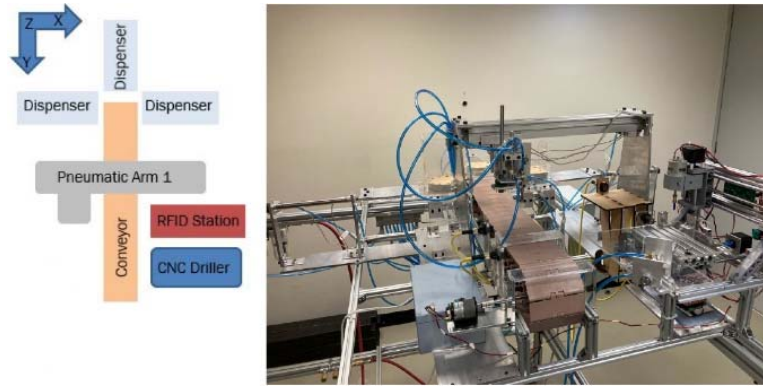 Z X
Y
Dispenser
Dispenser Dispenser
Pneumatic Arm 1
Conveyor
RFID Station
CNC Driller